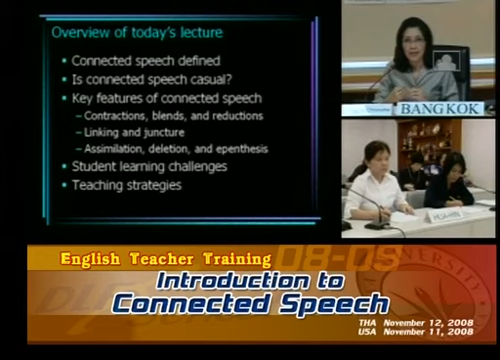 Overview of today's lecture
• Connected speech defined
• Is connected speech casual?
• Key features of connected speech
– Contractions, blends, and reductions
– Linking and juncture
– Assimilation, deletion, and epenthesis
• Student learning challenges
• Teaching strategies
BANGKOK
HUA-HIN
English Teacher Training
08-09
Introduction to
Connected Speech
THA November 12, 2008
USA November 11, 2008